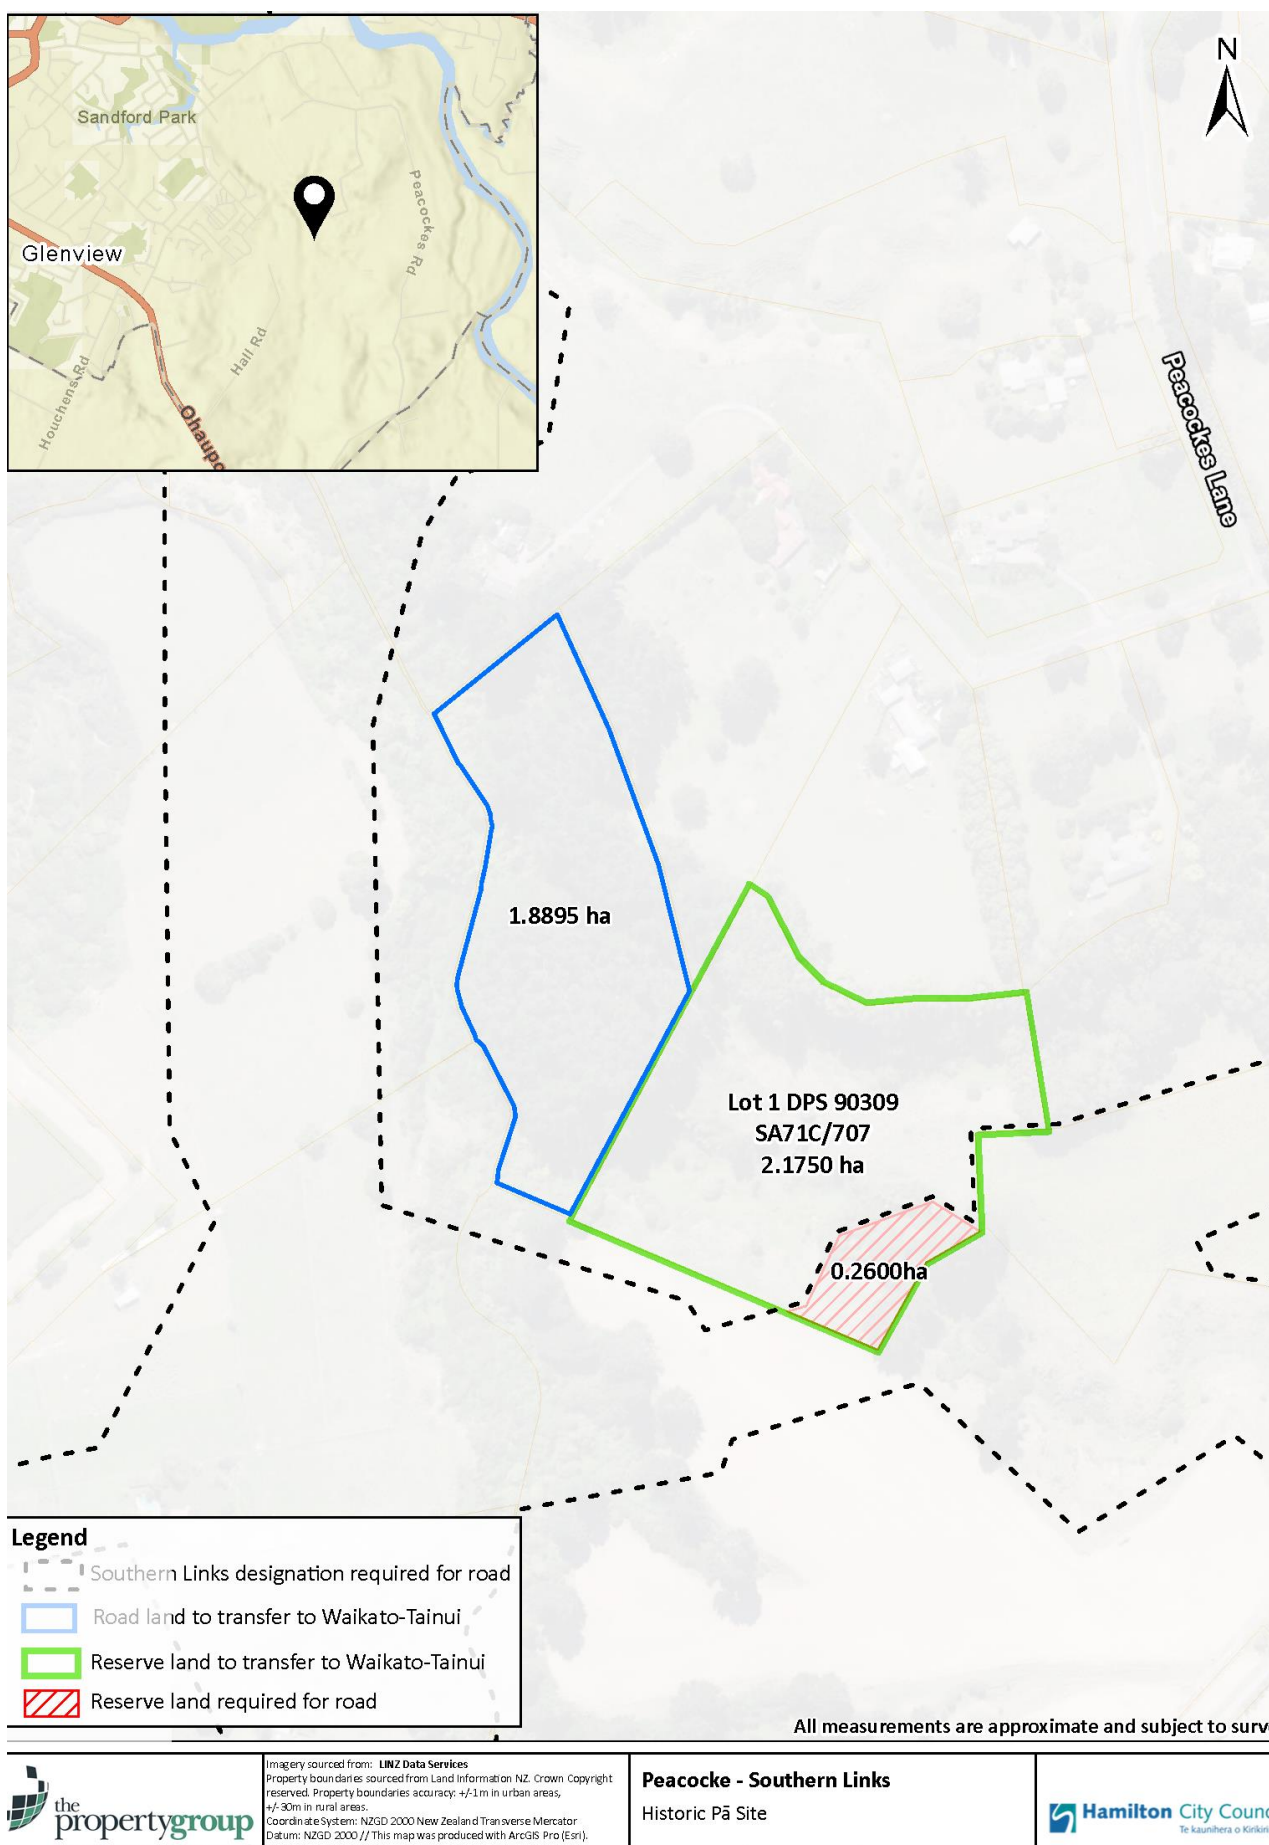 N
Sandford Park
Peacockes Rd
Glenview
Hall Rd
Houchens Rd
Ohaupo
Peacockes Lane
1.8895 ha
Lot 1 DPS 90309
SA71C/707
2.1750 ha
0.2600ha
Legend
Southern Links designation required for road
Road land to transfer to Waikato-Tainui
Reserve land to transfer to Waikato-Tainui
Reserve land required for road
All measurements are approximate and subject to surv
the
propertygroup
Imagery sourced from: LINZ Data Services
Property boundaries sourced from Land Information NZ. Crown Copyright
reserved. Property boundaries accuracy: +/-1m in urban areas,
+/-30m in rural areas.
Coordinate System: NZGD 2000 New Zealand Transverse Mercator
Datum: NZGD 2000 // This map was produced with ArcGIS Pro (Esri).
Peacocke - Southern Links
Historic Pā Site
Hamilton City Counc
Te kaunihera o Kirikiri